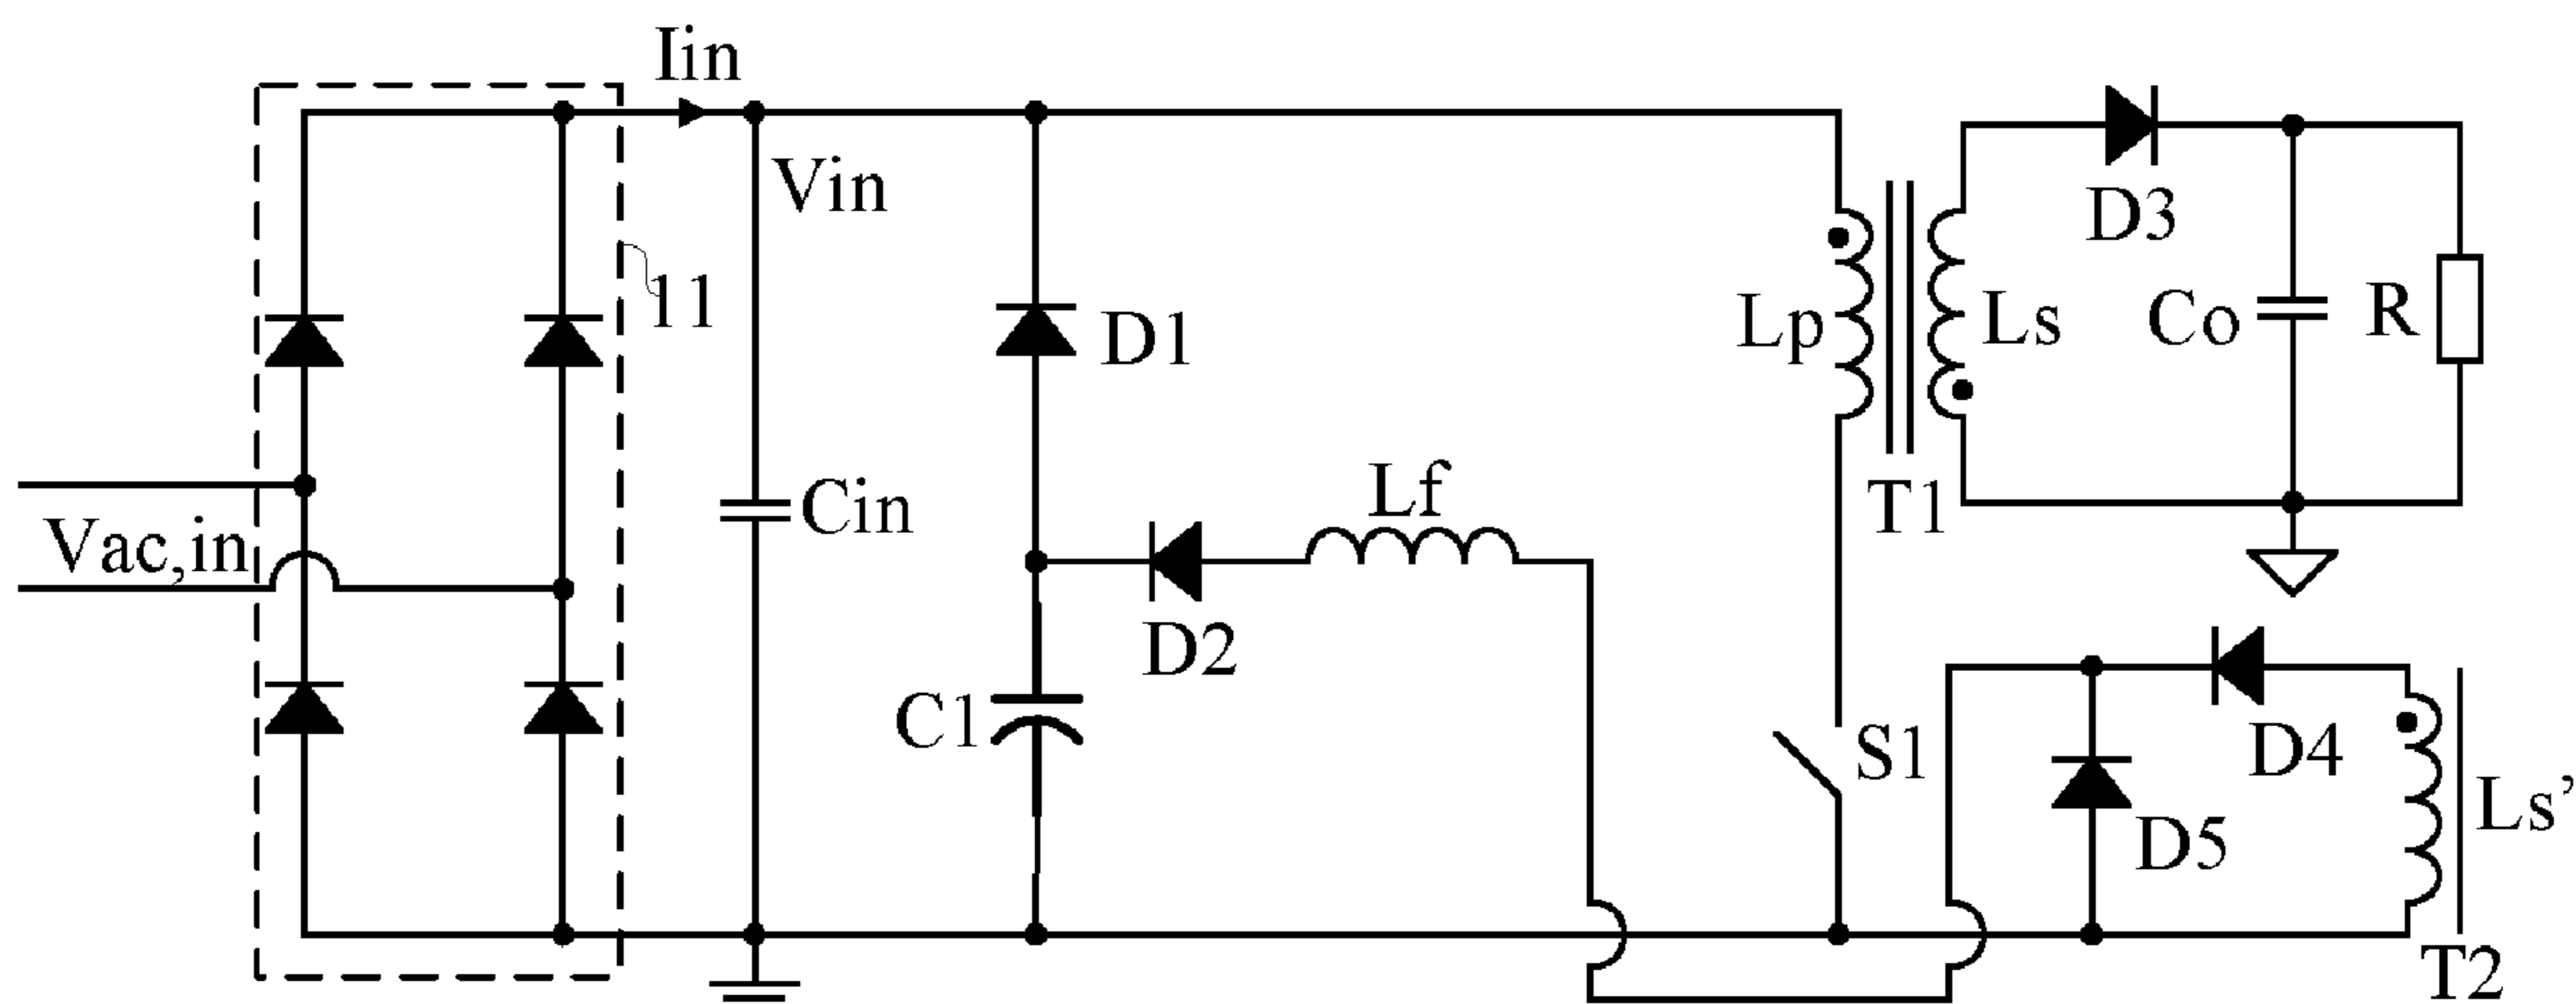 Iin
Vin
11
D3
D1
Lp
Ls
Co
R
Lf
Cin
T1
Vac,in
D2
C1
S1
D4
Ls’
D5
T2